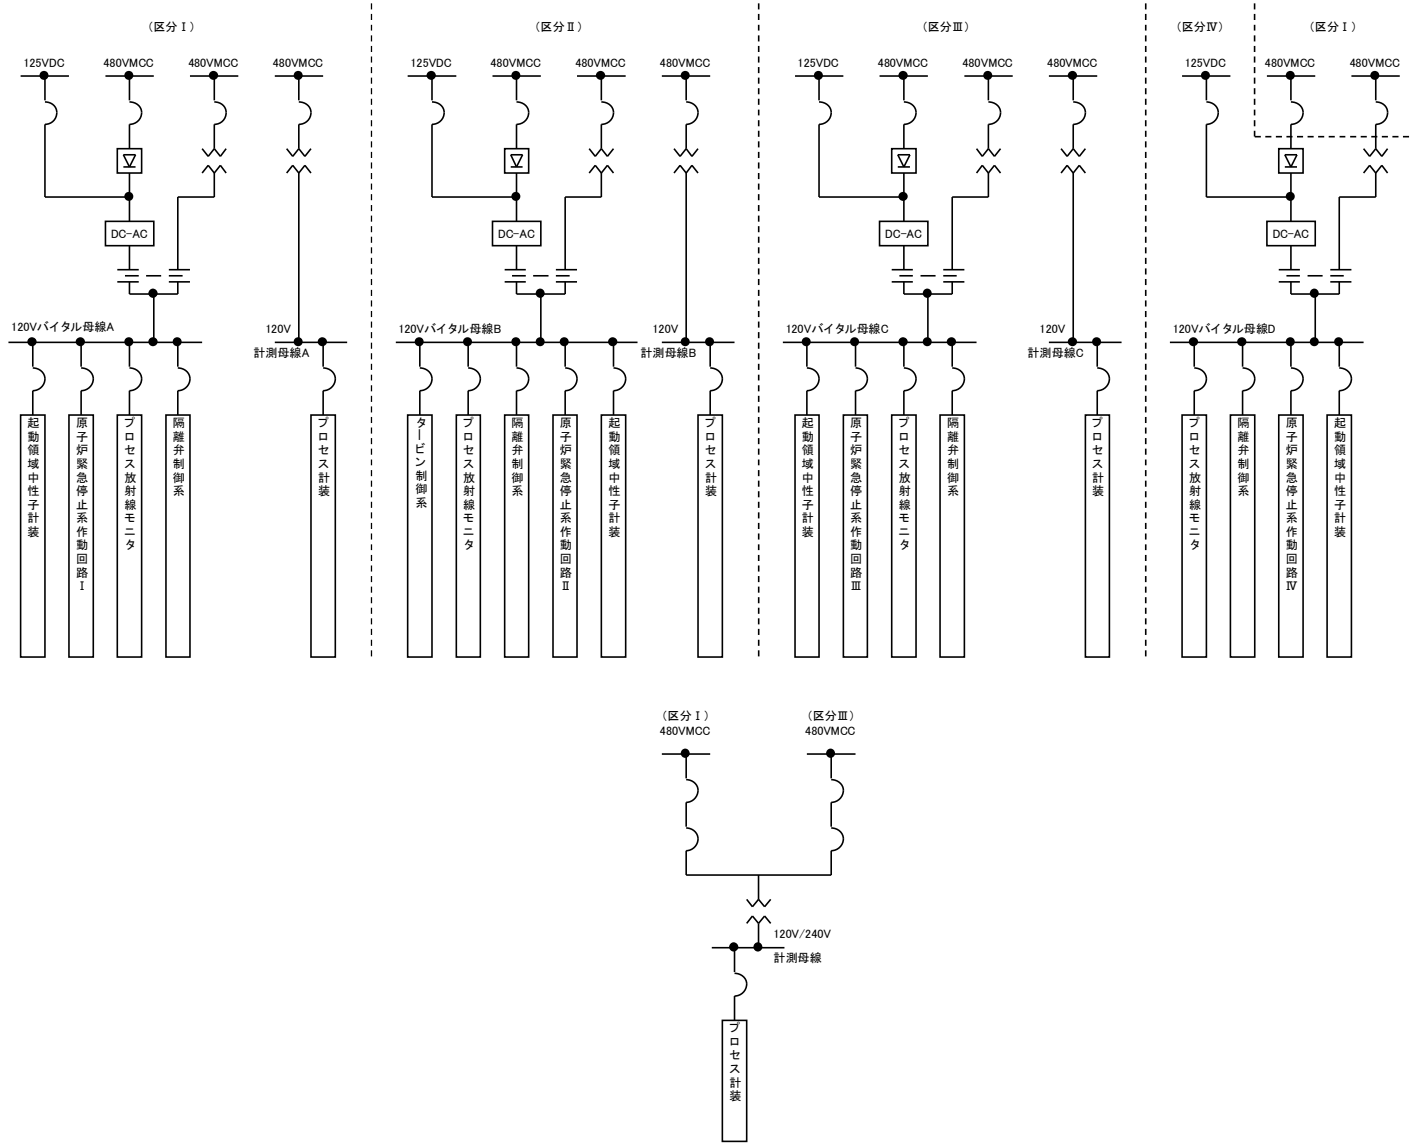 (区分Ⅰ)
125VDC 480VMCC 480VMCC 480VMCC
DC-AC
120VバイタルA母線A
120V
計測母線A
起動領域中性子計装
原子炉緊急停止系作動回路Ⅰ
プロセス放射線モニタ
隔離弁制御系
プロセス計装
(区分Ⅱ)
125VDC 480VMCC 480VMCC 480VMCC
DC-AC
120Vバイタル母線B
120V
計測母線B
タービン制御系
プロセス放射線モニタ
隔離弁制御系
原子炉緊急停止系作動回路Ⅱ
起動領域中性子計装
プロセス計装
(区分Ⅲ)
125VDC 480VMCC 480VMCC 480VMCC
DC-AC
120Vバイタル母線C
120V
計測母線C
起動領域中性子計装
原子炉緊急停止系作動回路Ⅲ
プロセス放射線モニタ
隔離弁制御系
プロセス計装
(区分Ⅳ) (区分Ⅰ)
125VDC 480VMCC 480VMCC
DC-AC
120Vバイタル母線D
プロセス放射線モニタ
隔離弁制御系
原子炉緊急停止系作動回路Ⅳ
起動領域中性子計装
(区分Ⅰ) (区分Ⅲ)
480VMCC 480VMCC
120V/240V
計測母線
プロセス計装